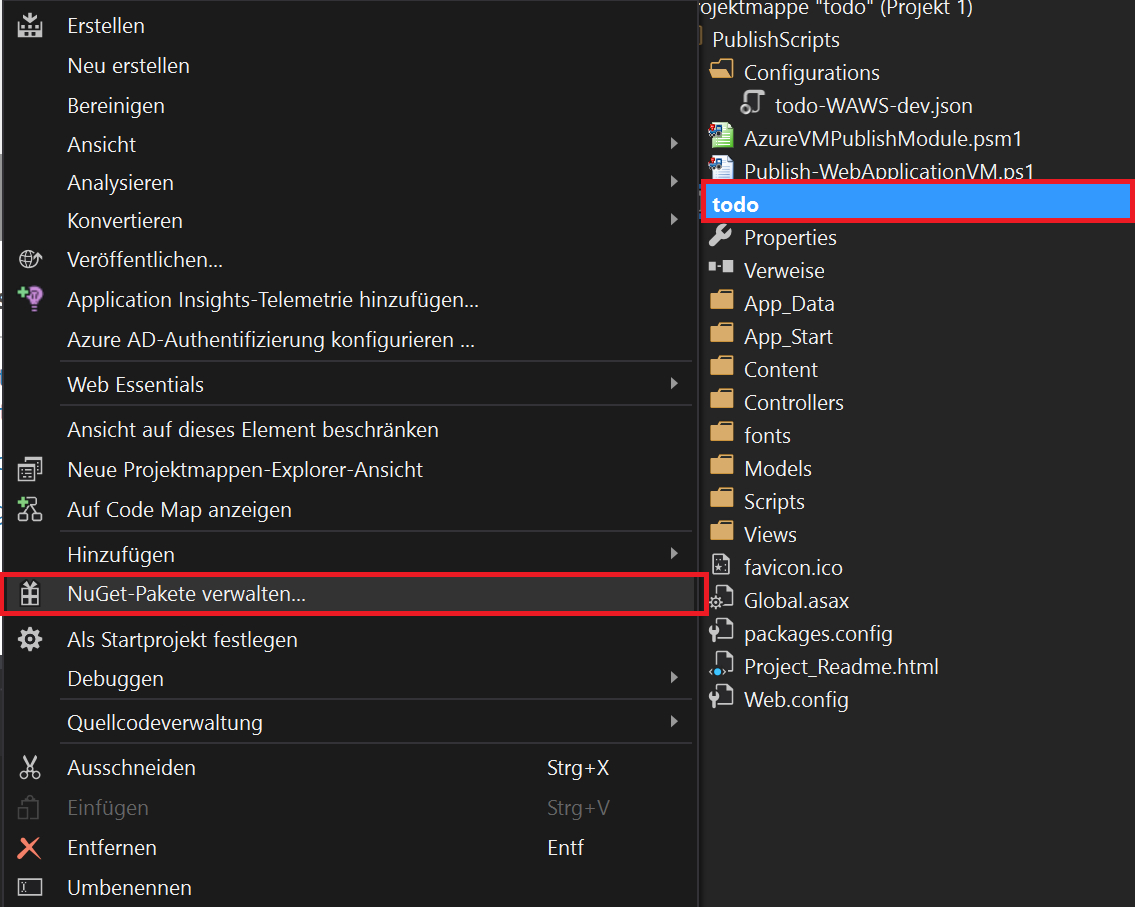 Erstellen
Neu erstellen
Bereinigen
Ansicht
Analysieren
Konvertieren
Veröffentlichen...
Application Insights-Telemetrie hinzufügen...
Azure AD-Authentifizierung konfigurieren ...
Web Essentials
Ansicht auf dieses Element beschränken
Neue Projektmappen-Explorer-Ansicht
Auf Code Map anzeigen
Hinzufügen
NuGet-Pakete verwalten...
Als Startprojekt festlegen
Debuggen
Quellcodeverwaltung
Ausschneiden Strg+X
Einfügen Strg+V
Entfernen Entf
Umbenennen
rojektmappe "todo" (Projekt 1)
PublishScripts
Configurations
todo-WAWS-dev.json
AzureVMPublishModule.psm1
Publish-WebApplicationVM.ps1
todo
Properties
Verweise
App_Data
App_Start
Content
Controllers
fonts
Models
Scripts
Views
favicon.ico
Global.asax
packages.config
Project_Readme.html
Web.config